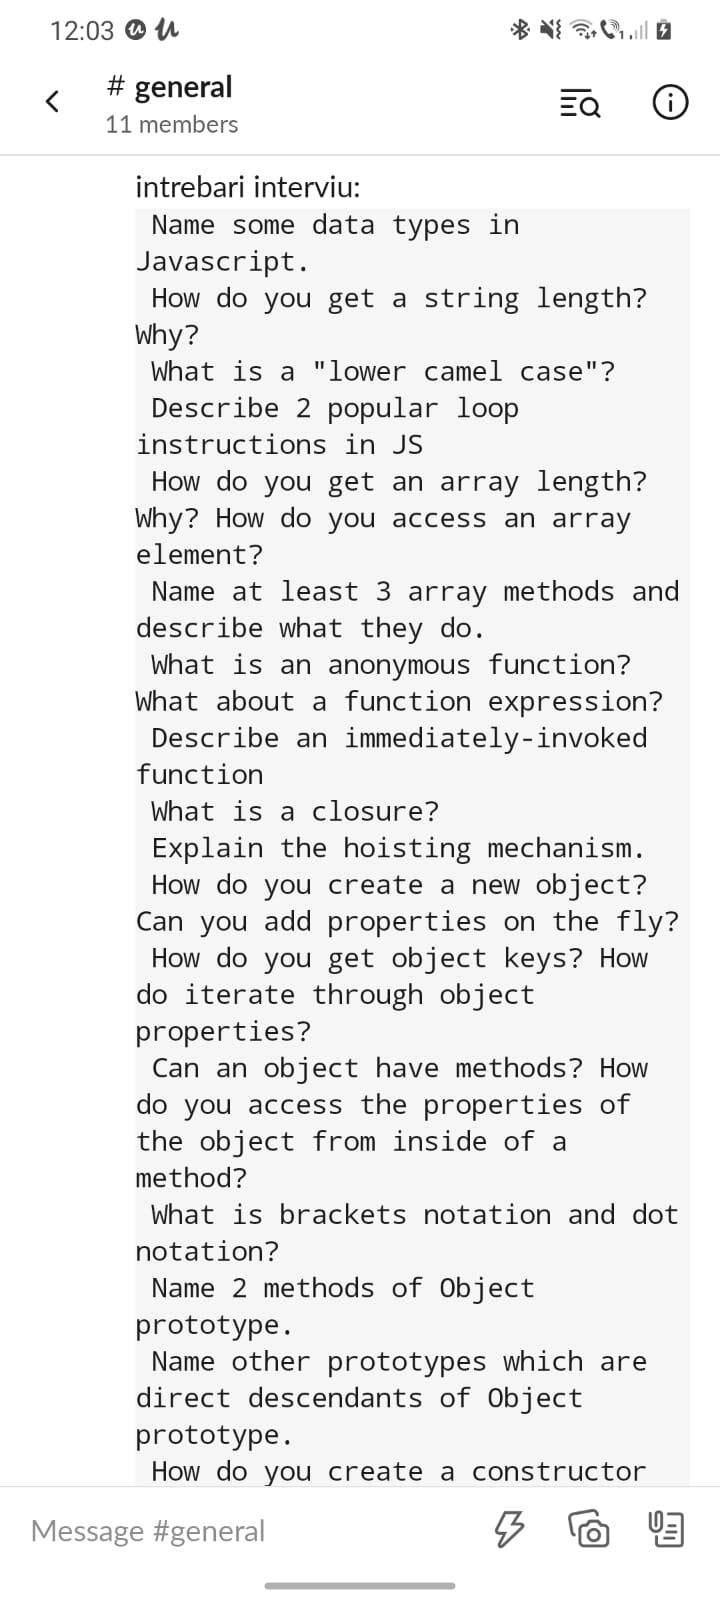 12:03
# general
11 members
intrebari interviu:
Name some data types in
Javascript.
How do you get a string length?
Why?
What is a "lower camel case"?
Describe 2 popular loop
instructions in JS
How do you get an array length?
Why? How do you access an array
element?
Name at least 3 array methods and
describe what they do.
What is an anonymous function?
What about a function expression?
Describe an immediately-invoked
function
What is a closure?
Explain the hoisting mechanism.
How do you create a new object?
Can you add properties on the fly?
How do you get object keys? How
do iterate through object
properties?
Can an object have methods? How
do you access the properties of
the object from inside of a
method?
What is brackets notation and dot
notation?
Name 2 methods of Object
prototype.
Name other prototypes which are
direct descendants of Object
prototype.
How do you create a constructor
Message #general